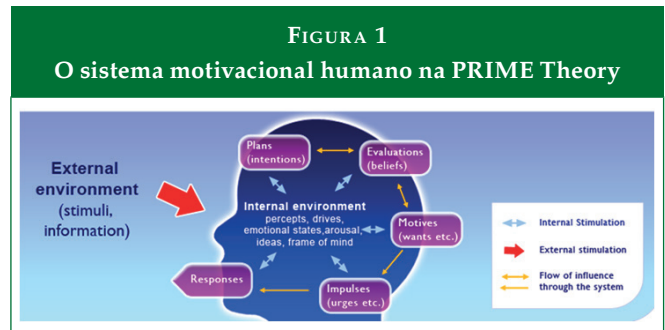 FIGURA 1
O sistema motivacional humano na PRIME Theory
External
environment
(stimuli,
information)
Plans
(intentions)
Evaluations
(beliefs)
Internal environment
percepts, drives,
emotional states,arousal,
ideas, frame of mind
Motives
(wants etc.)
Responses
Impulses
(urges etc.)
Internal Stimulation
External stimulation
Flow of influence
through the system